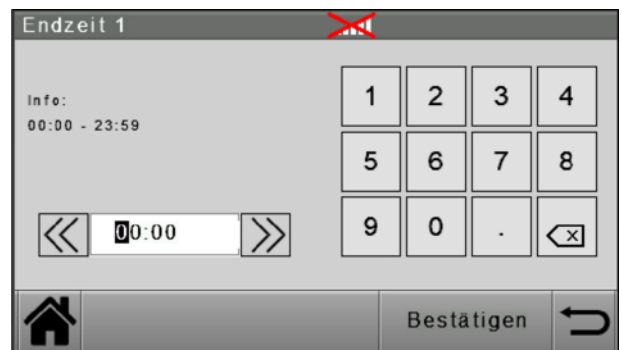 Endzeit 1
Info:
00:00 - 23:59
00:00
1 2 3 4
5 6 7 8
9 0 .
Bestätigen